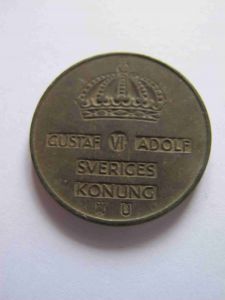 GUSTAF VI ADOLF
SVERIGES
KONUNG
U